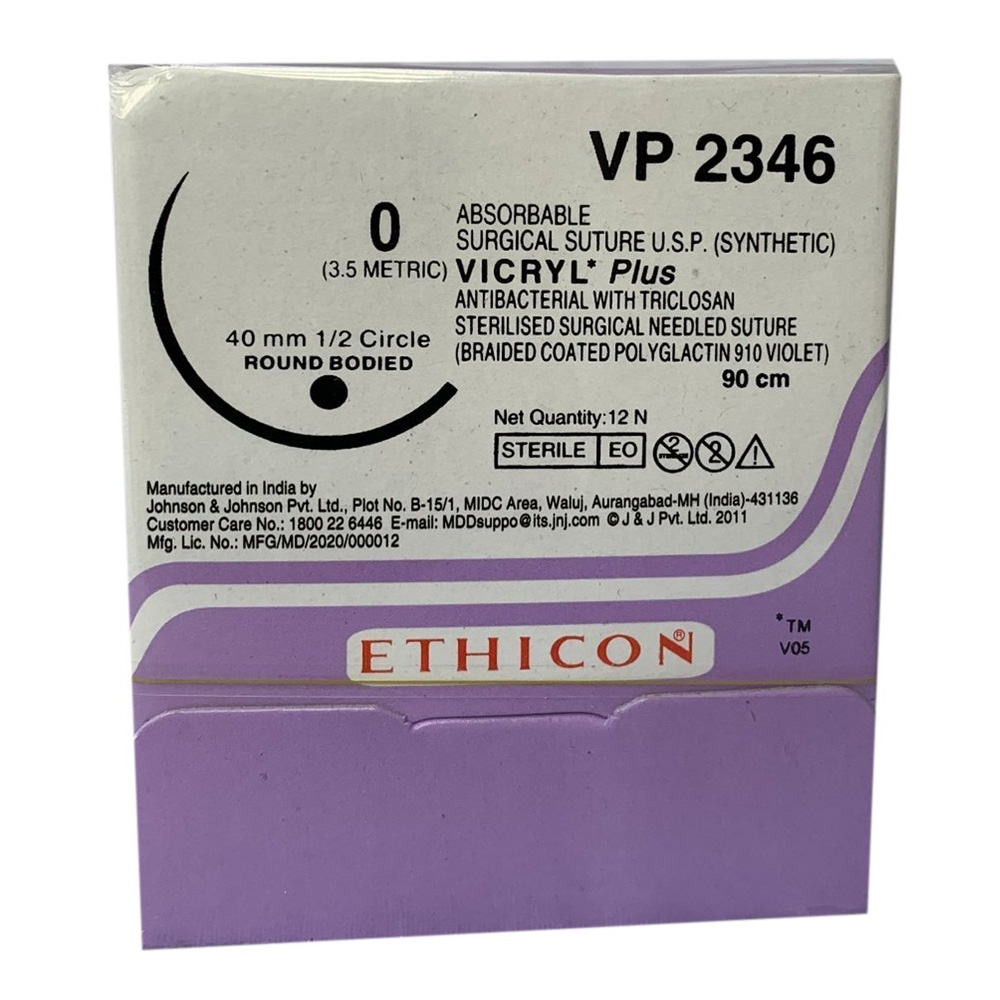 VP 2346
0
(3.5 METRIC)
ABSORBABLE
SURGICAL SUTURE U.S.P. (SYNTHETIC)
VICRYL* Plus
ANTIBACTERIAL WITH TRICLOSAN
STERILISED SURGICAL NEEDLED SUTURE
(BRAIDED COATED POLYGLACTIN 910 VIOLET)
90 cm
40 mm 1/2 Circle
ROUND BODIED
Net Quantity:12 N
STERILE EO
Manufactured in India by
Johnson & Johnson Pvt. Ltd., Plot No. B-15/1, MIDC Area, Waluj, Aurangabad-MH (India)-431136
Customer Care No.: 1800 22 6446 E-mail: MDDsuppo@its.jnj.com © J & J Pvt. Ltd. 2011
Mfg. Lic. No.: MFG/MD/2020/000012
ETHICON®
*TM
V05